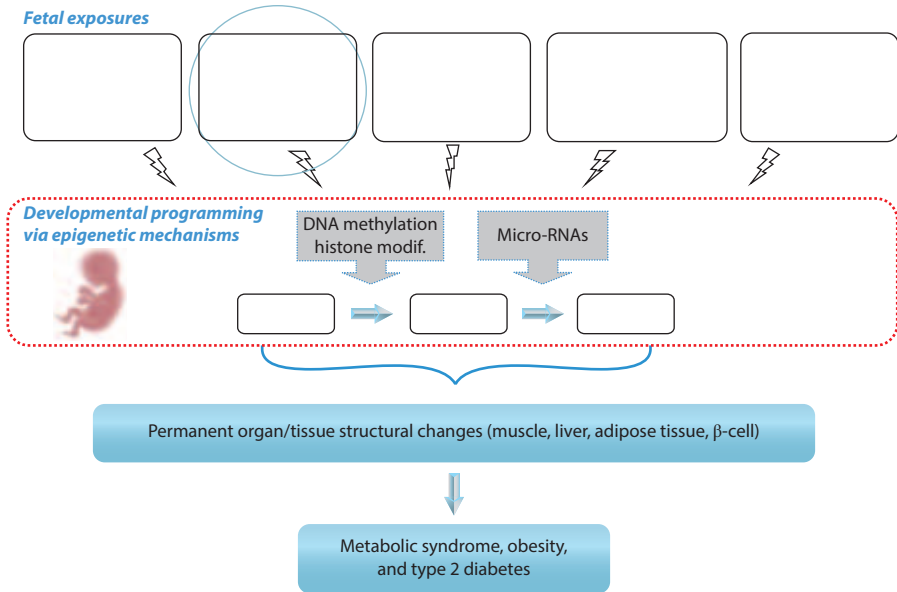 Fetal exposures
Developmental programming
via epigenetic mechanisms
DNA methylation
histone modif.
Micro-RNAs
Permanent organ/tissue structural changes (muscle, liver, adipose tissue, β-cell)
Metabolic syndrome, obesity,
and type 2 diabetes